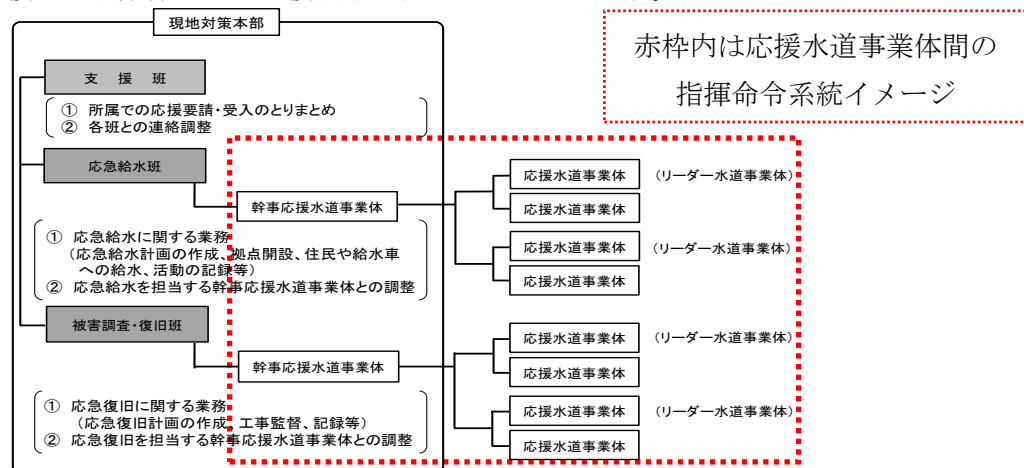 現地対策本部
赤枠内は応援水道事業体間の
指揮命令系統イメージ
支 援 班
① 所属での応援要請・受入のとりまとめ
② 各班との連絡調整
応急給水班
幹事応援水道事業体
応援水道事業体 (リーダー水道事業体)
応援水道事業体
応援水道事業体 (リーダー水道事業体)
応援水道事業体
① 応急給水に関する業務
(応急給水計画の作成、拠点開設、住民や給水車
への給水、活動の記録等)
② 応急給水を担当する幹事応援水道事業体との調整
被害調査・復旧班
幹事応援水道事業体
応援水道事業体 (リーダー水道事業体)
応援水道事業体
応援水道事業体 (リーダー水道事業体)
応援水道事業体
① 応急復旧に関する業務
(応急復旧計画の作成、工事監督、記録等)
② 応急復旧を担当する幹事応援水道事業体との調整